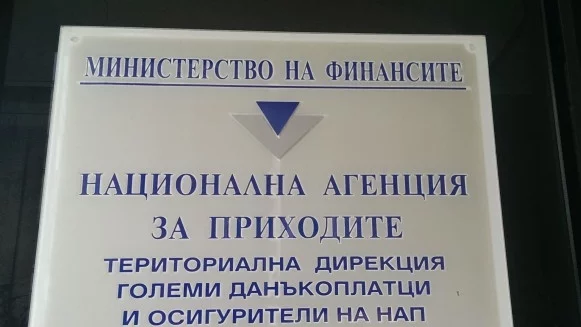 МИНИСТЕРСТВО НА ФИНАНСИТЕ
НАЦИОНАЛНА АГЕНЦИЯ
ЗА ПРИХОДИТЕ
ТЕРИТОРИАЛНА ДИРЕКЦИЯ
ГОЛЕМИ ДАНЪКОПЛАТЦИ
И ОСИГУРИТЕЛИ НА НАП